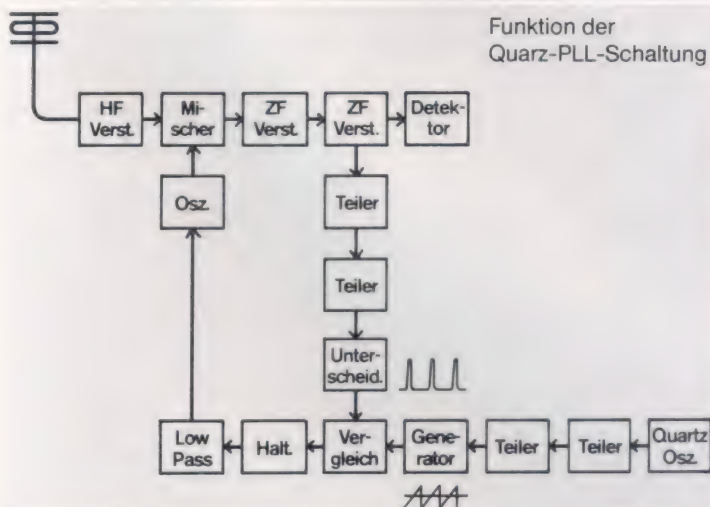 Funktion der
Quarz-PLL-Schaltung
HF
Verst.
Mi-
scher
ZF
Verst.
ZF
Verst.
Detek-
tor
Osz.
Teiler
Teiler
Unter-
scheid.
Low
Pass
Halt.
Ver-
gleich
Gene-
rator
Teiler
Teiler
Quartz
Osz.